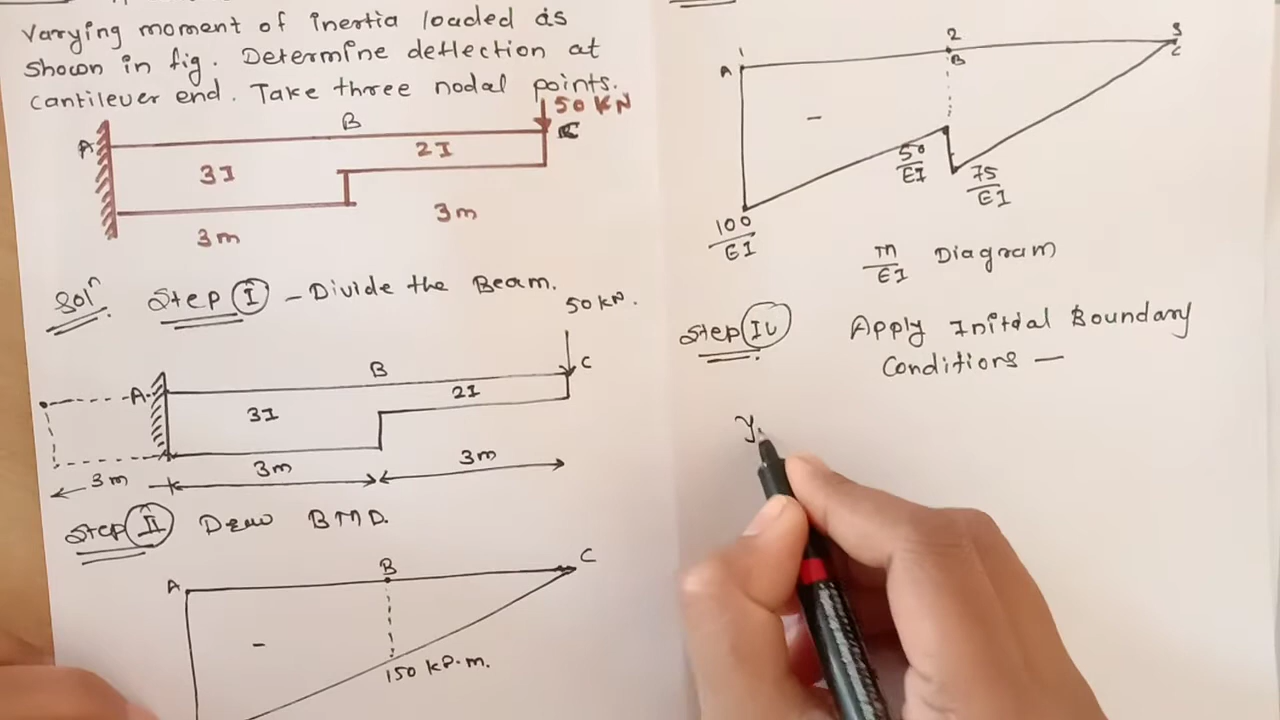 Varying moment of inertia loaded as
shown in fig. Determine deflection at
cantilever end. Take three nodal points.
50 KN
A
B
C
3I
2I
3m
3m
Solⁿ Step I - Divide the Beam.
50 KN.
A
B
C
3I
2I
3m
3m
3m
Step II Draw BMD.
A
B
C
-
150 KN.m.
1
2
3
A
B
C
-
50/EI
75/EI
100/EI
m/EI Diagram
Step IV Apply Initial Boundary
Conditions —
y